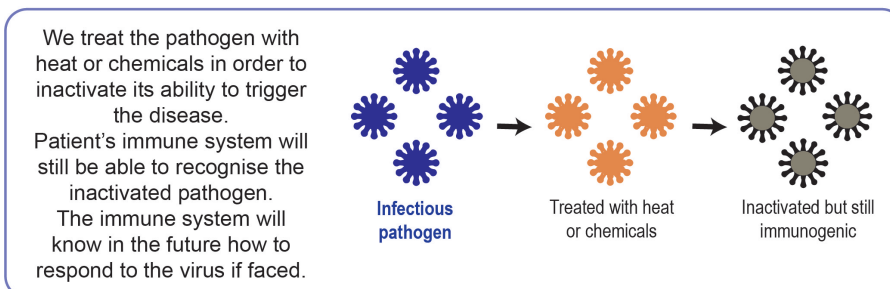 We treat the pathogen with
heat or chemicals in order to
inactivate its ability to trigger
the disease.
Patient's immune system will
still be able to recognise the
inactivated pathogen.
The immune system will
know in the future how to
respond to the virus if faced.
Infectious
pathogen
Treated with heat
or chemicals
Inactivated but still
immunogenic